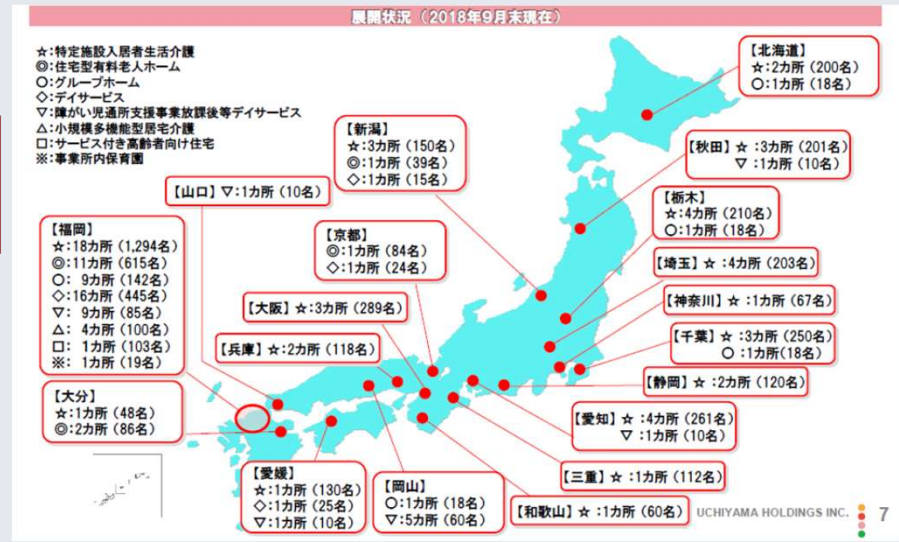 展開状況（2018年9月末現在）
☆:特定施設入居者生活介護
◎:住宅型有料老人ホーム
○:グループホーム
◇:デイサービス
▽:障がい児通所支援事業放課後等デイサービス
△:小規模多機能型居宅介護
□:サービス付き高齢者向け住宅
※:事業所内保育園
【北海道】
☆:2カ所（200名）
○:1カ所（18名）
【新潟】
☆:3カ所（150名）
◎:1カ所（39名）
◇:1カ所（15名）
【秋田】☆:3カ所（201名）
▽:1カ所（10名）
【山口】▽:1カ所（10名）
【栃木】
☆:4カ所（210名）
○:1カ所（18名）
【福岡】
☆:18カ所（1,294名）
◎:11カ所（615名）
○: 9カ所（142名）
◇:16カ所（445名）
▽: 9カ所（85名）
△: 4カ所（100名）
□: 1カ所（103名）
※: 1カ所（19名）
【京都】
◎:1カ所（84名）
◇:1カ所（24名）
【埼玉】☆:4カ所（203名）
【大阪】☆:3カ所（289名）
【神奈川】☆:1カ所（67名）
【兵庫】☆:2カ所（118名）
【千葉】☆:3カ所（250名）
○:1カ所（18名）
【静岡】☆:2カ所（120名）
【大分】
☆:1カ所（48名）
◎:2カ所（86名）
【愛知】☆:4カ所（261名）
▽:1カ所（10名）
【愛媛】
☆:1カ所（130名）
◇:1カ所（25名）
▽:1カ所（10名）
【岡山】
○:1カ所（18名）
▽:5カ所（60名）
【三重】☆:1カ所（112名）
【和歌山】☆:1カ所（60名）
UCHIYAMA HOLDINGS INC.
7